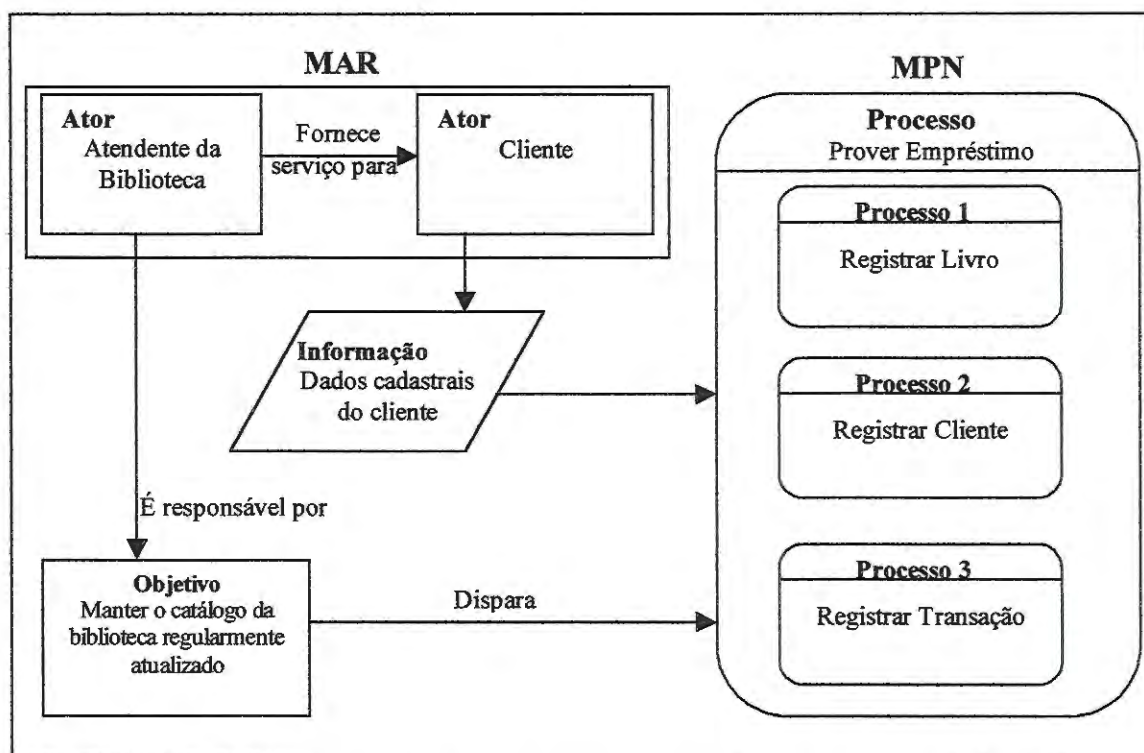 MAR
MPN
Ator
Atendente da
Biblioteca
Fornece
serviço para
Ator
Cliente
Processo
Prover Empréstimo
Processo 1
Registrar Livro
Informação
Dados cadastrais
do cliente
Processo 2
Registrar Cliente
É responsável por
Objetivo
Manter o catálogo da
biblioteca regularmente
atualizado
Dispara
Processo 3
Registrar Transação